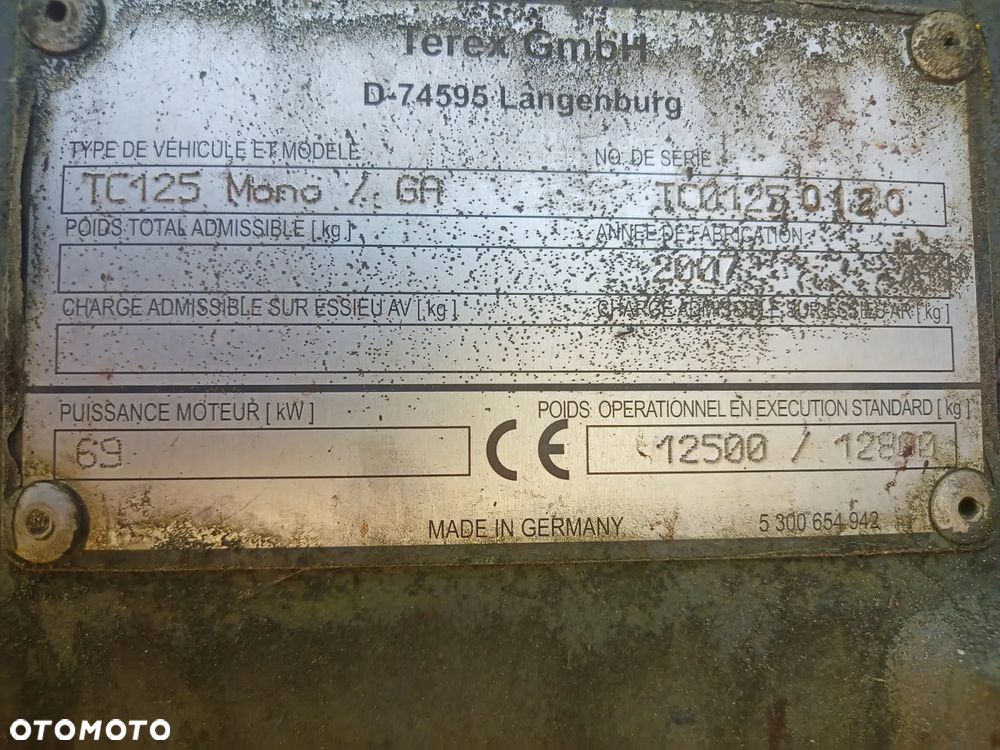 Terex GmbH
D-74595 Langenburg
TYPE DE VÉHICULE ET MODÈLE NO. DE SÉRIE
TC125 Mono / GA TC01250120
POIDS TOTAL ADMISSIBLE [ kg ] ANNÉE DE FABRICATION
2007
CHARGE ADMISSIBLE SUR ESSIEU AV [ kg ] CHARGE ADMISSIBLE SUR ESSIEU AR [ kg ]
PUISSANCE MOTEUR [ kW ] POIDS OPERATIONNEL EN EXECUTION STANDARD [ kg ]
69 CE 12500 / 12800
MADE IN GERMANY 5 300 654 942
OTOMOTO